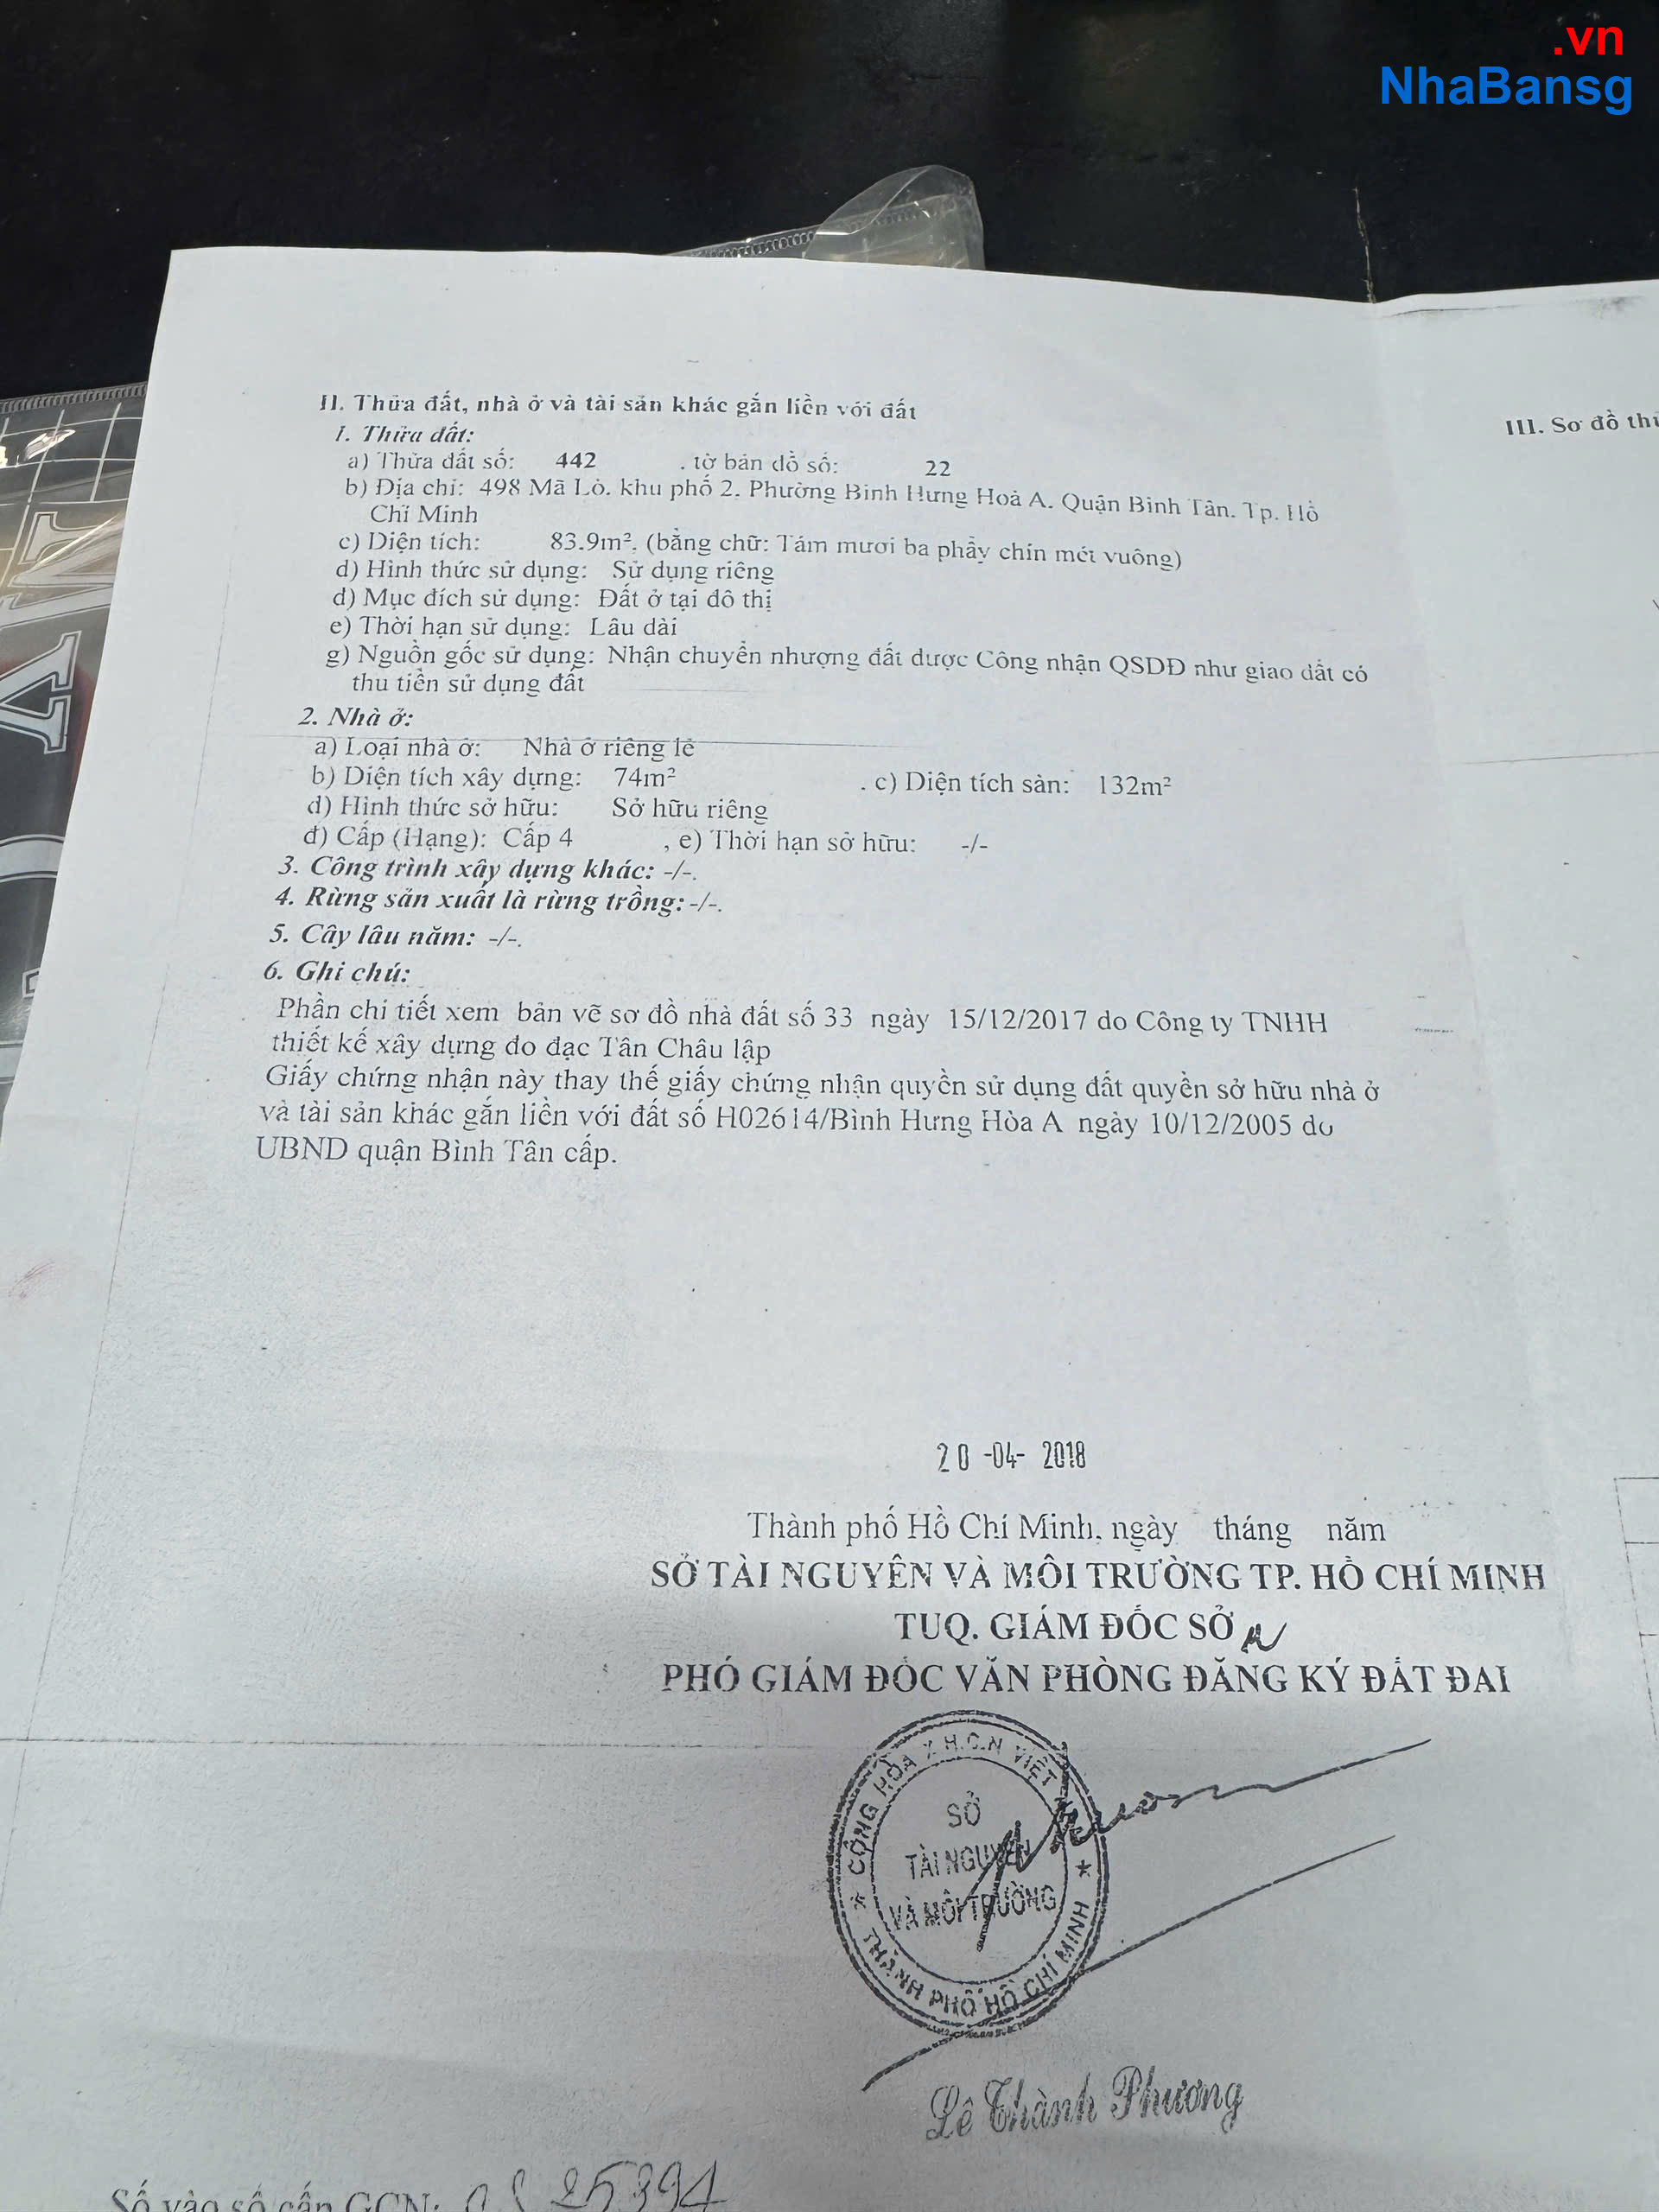 .vn
NhaBansg
II. Thửa đất, nhà ở và tài sản khác gắn liền với đất
1. Thửa đất:
a) Thửa đất số: 442 . tờ bản đồ số: 22
b) Địa chỉ: 498 Mã Lò. khu phố 2. Phường Bình Hưng Hoà A. Quận Bình Tân. Tp. Hồ
Chí Minh
c) Diện tích: 83.9m². (bằng chữ: Tám mươi ba phẩy chín mét vuông)
d) Hình thức sử dụng: Sử dụng riêng
đ) Mục đích sử dụng: Đất ở tại đô thị
e) Thời hạn sử dụng: Lâu dài
g) Nguồn gốc sử dụng: Nhận chuyển nhượng đất được Công nhận QSDĐ như giao đất có
thu tiền sử dụng đất
2. Nhà ở:
a) Loại nhà ở: Nhà ở riêng lẻ
b) Diện tích xây dựng: 74m² . c) Diện tích sàn: 132m²
d) Hình thức sở hữu: Sở hữu riêng
đ) Cấp (Hạng): Cấp 4 , e) Thời hạn sở hữu: -/-
3. Công trình xây dựng khác: -/-.
4. Rừng sản xuất là rừng trồng: -/-.
5. Cây lâu năm: -/-.
6. Ghi chú:
Phần chi tiết xem bản vẽ sơ đồ nhà đất số 33 ngày 15/12/2017 do Công ty TNHH
thiết kế xây dựng đo đạc Tân Châu lập
Giấy chứng nhận này thay thế giấy chứng nhận quyền sử dụng đất quyền sở hữu nhà ở
và tài sản khác gắn liền với đất số H02614/Bình Hưng Hòa A ngày 10/12/2005 do
UBND quận Bình Tân cấp.
III. Sơ đồ
20 -04- 2018
Thành phố Hồ Chí Minh, ngày tháng năm
SỞ TÀI NGUYÊN VÀ MÔI TRƯỜNG TP. HỒ CHÍ MINH
TUQ. GIÁM ĐỐC SỞ
PHÓ GIÁM ĐỐC VĂN PHÒNG ĐĂNG KÝ ĐẤT ĐAI
CỘNG HÒA X.H.C.N VIỆT
SỞ
TÀI NGUYÊN
VÀ MÔI TRƯỜNG
THÀNH PHỐ HỒ CHÍ MINH
Lê Thành Phương
Số vào sổ cấp GCN: 25394